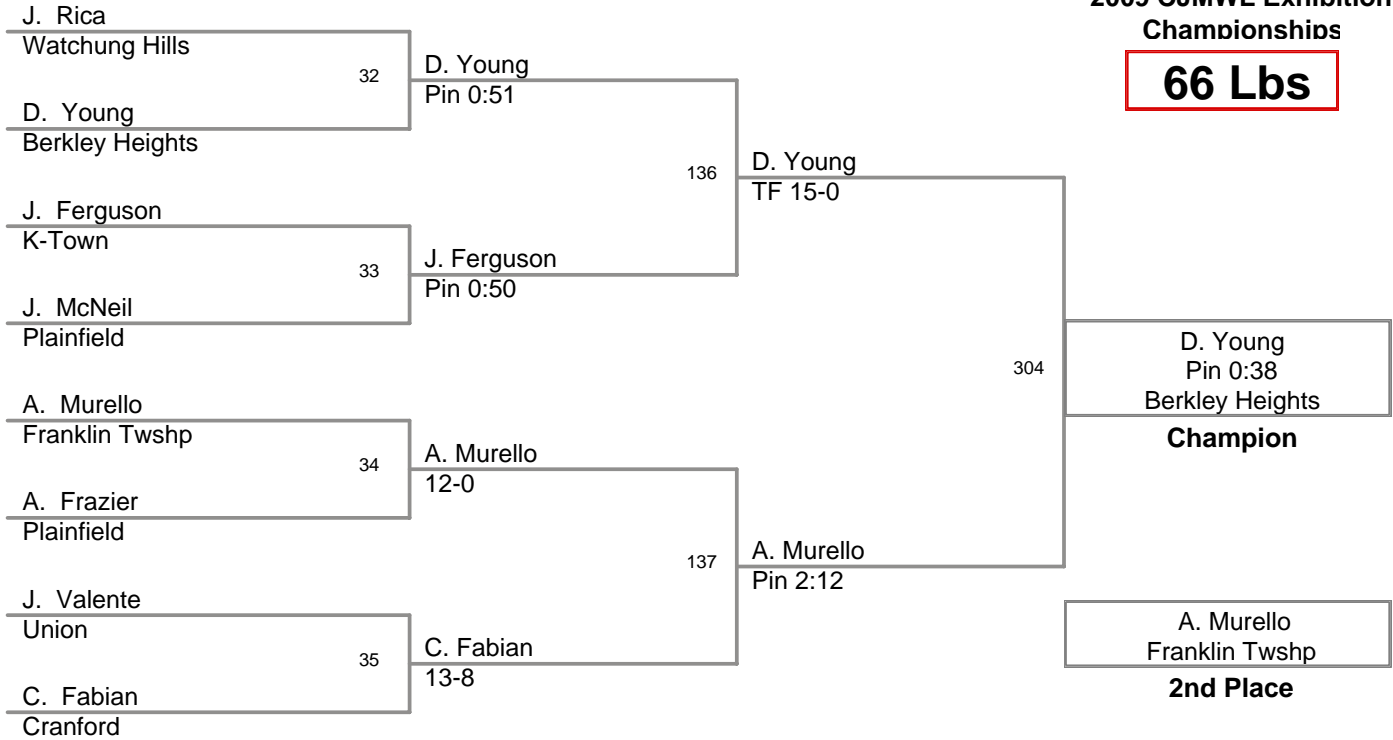 2009 CJMWL Exhibition
Championships
66 Lbs
J. Rica
Watchung Hills
32
D. Young
Berkley Heights
D. Young
Pin 0:51
J. Ferguson
K-Town
33
J. McNeil
Plainfield
J. Ferguson
Pin 0:50
136
D. Young
TF 15-0
A. Murello
Franklin Twshp
34
A. Frazier
Plainfield
A. Murello
12-0
J. Valente
Union
35
C. Fabian
Cranford
C. Fabian
13-8
137
A. Murello
Pin 2:12
304
D. Young
Pin 0:38
Berkley Heights
Champion
A. Murello
Franklin Twshp
2nd Place